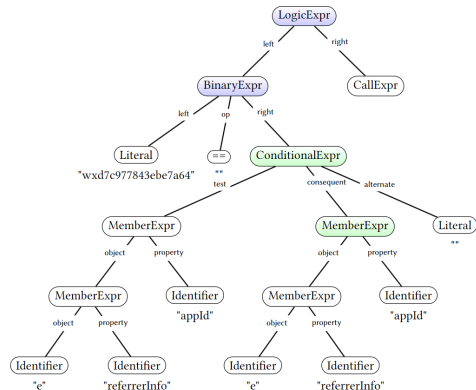 LogicExpr
left right
BinaryExpr CallExpr
left op right
Literal == ConditionalExpr
"wxd7c977843ebe7a64" ""
test consequent alternate
MemberExpr MemberExpr Literal
""
object property object property
MemberExpr Identifier MemberExpr Identifier
"appId" "appId"
object property object property
Identifier Identifier Identifier Identifier
"e" "referrerInfo" "e" "referrerInfo"